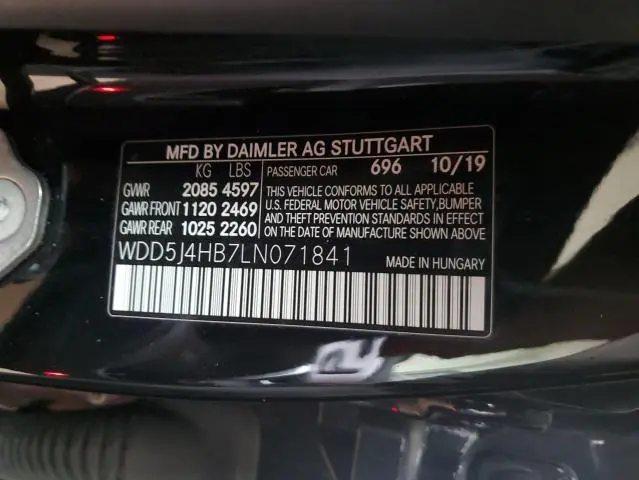 MFD BY DAIMLER AG STUTTGART
KG LBS PASSENGER CAR 696 10/19
GVWR 2085 4597
GAWR FRONT 1120 2469
GAWR REAR 1025 2260
THIS VEHICLE CONFORMS TO ALL APPLICABLE
U.S. FEDERAL MOTOR VEHICLE SAFETY,BUMPER
AND THEFT PREVENTION STANDARDS IN EFFECT
ON THE DATE OF MANUFACTURE SHOWN ABOVE.
WDD5J4HB7LN071841
MADE IN HUNGARY